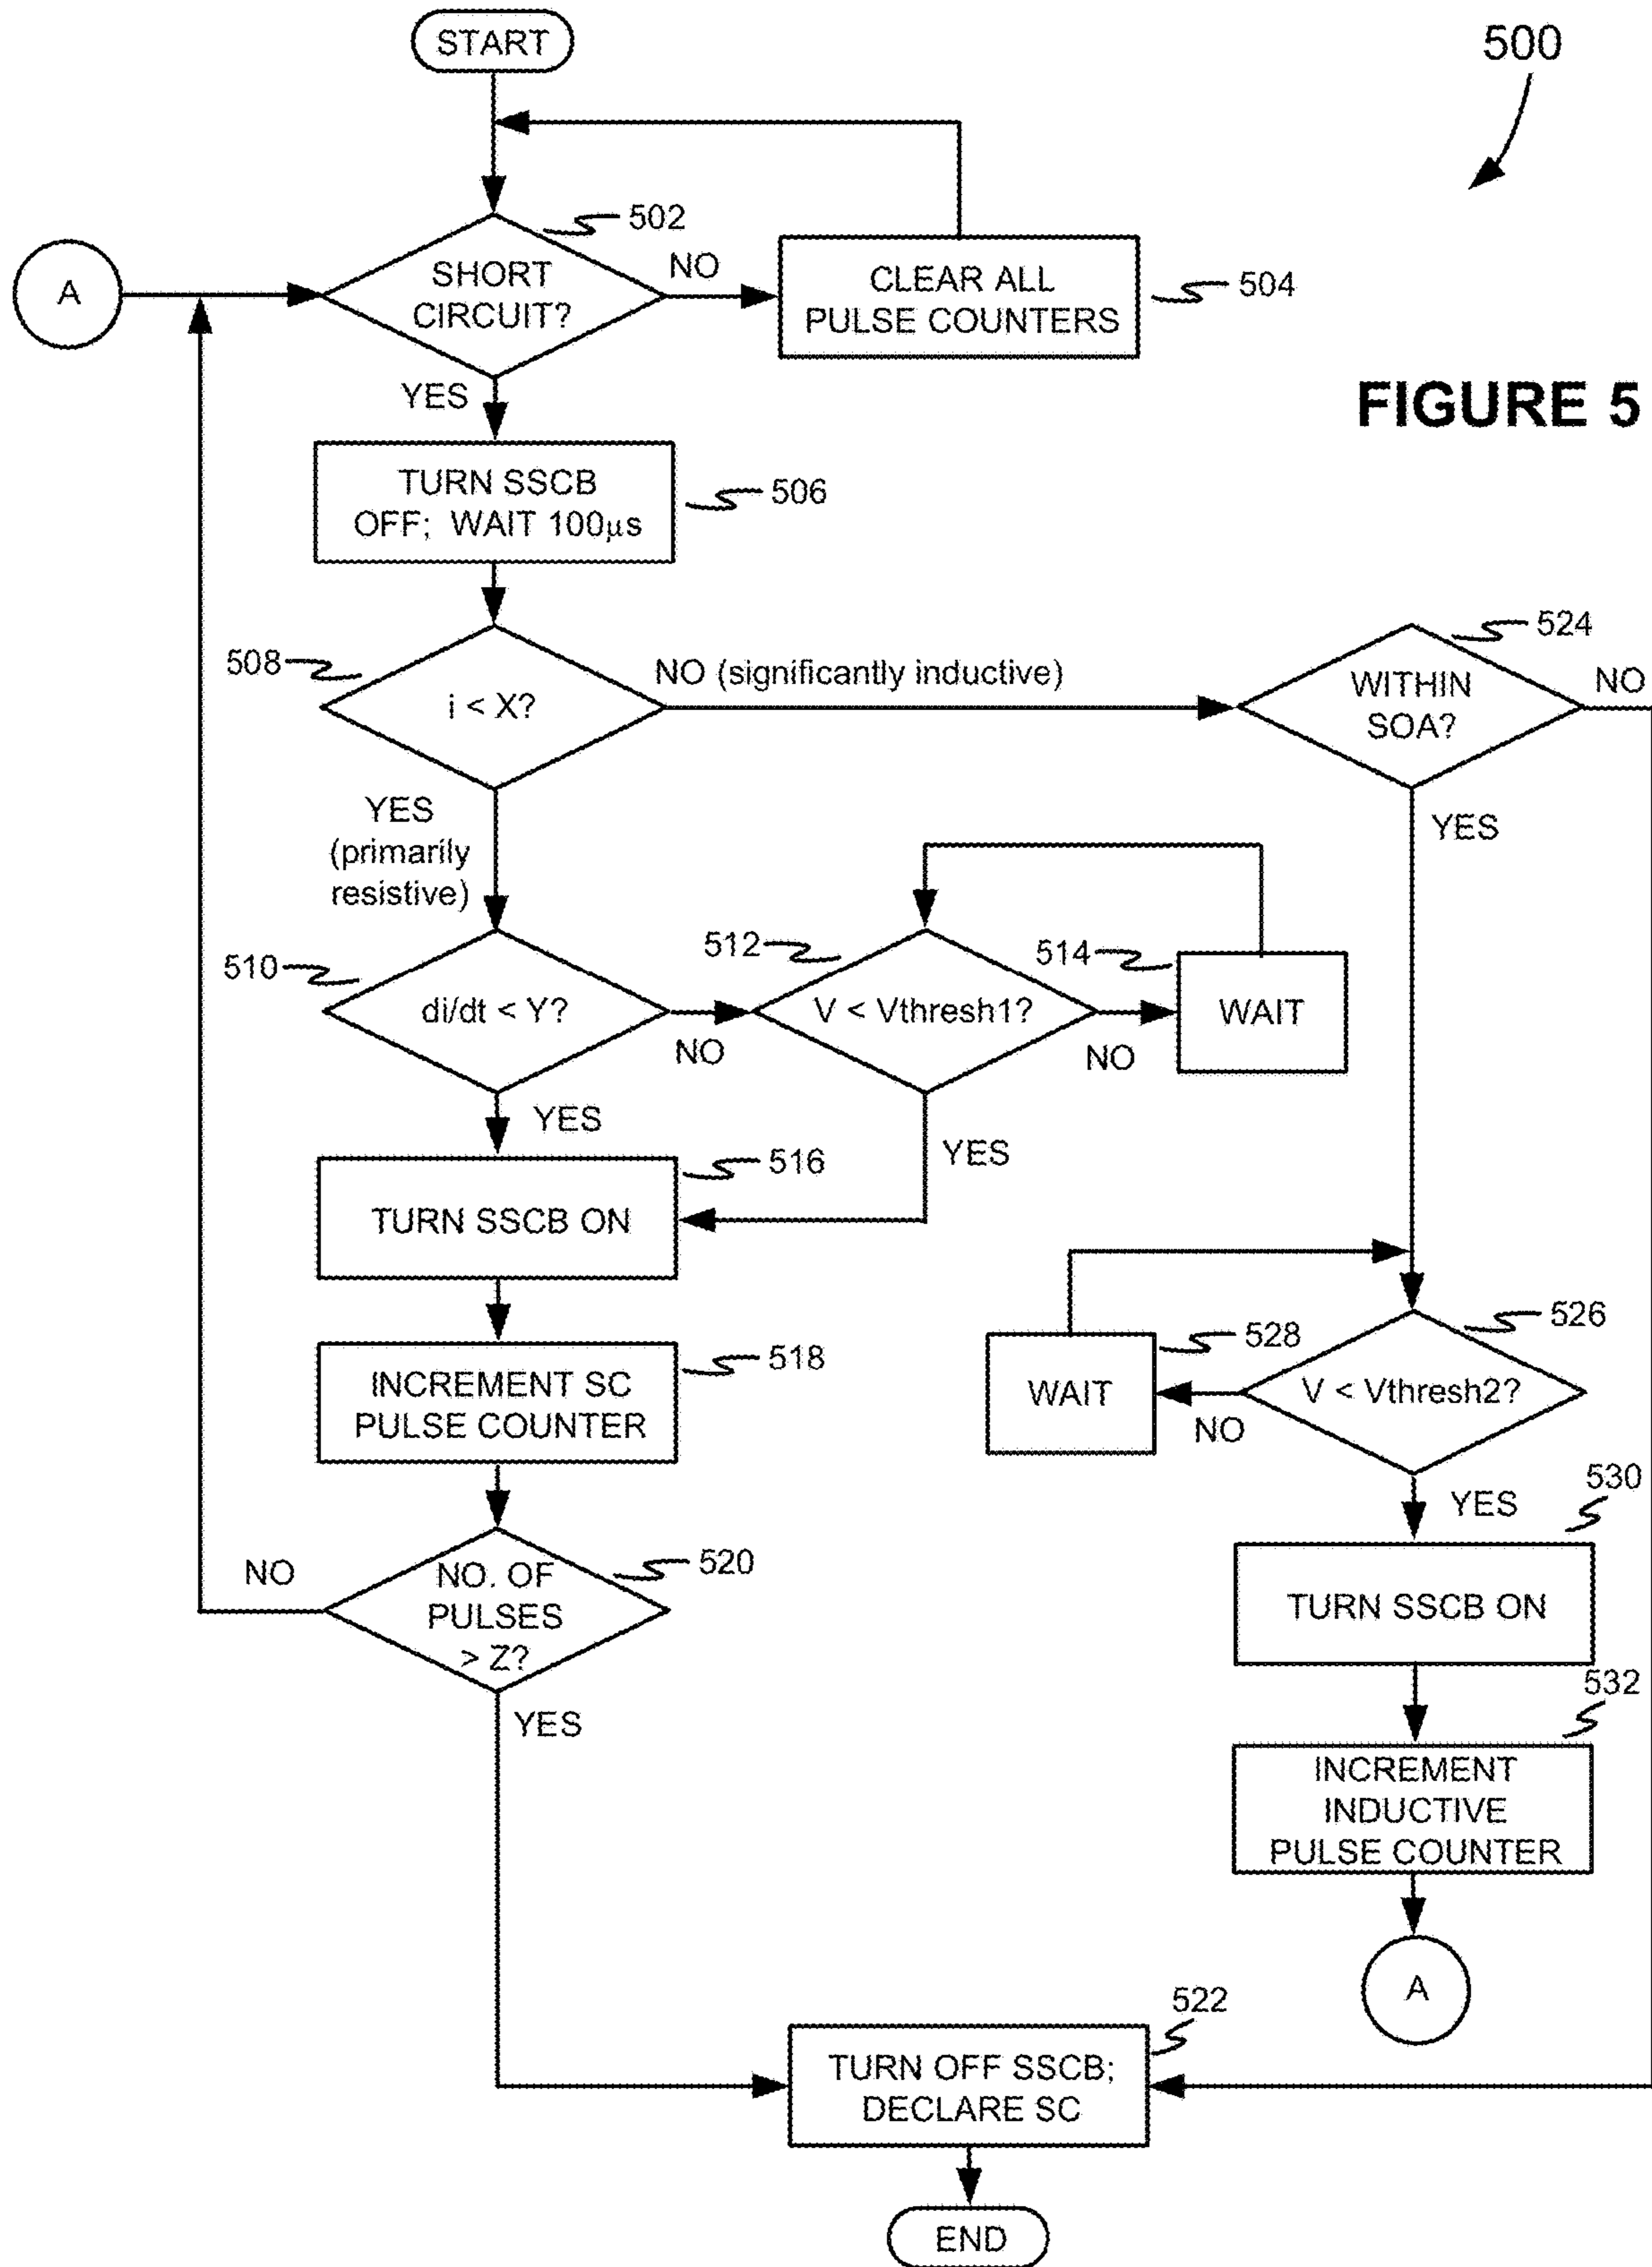 START
500
502
A
SHORT
CIRCUIT?
NO
CLEAR ALL
PULSE COUNTERS
504
YES
FIGURE 5
TURN SSCB
OFF; WAIT 100µs
506
508
i < X?
NO (significantly inductive)
524
WITHIN
SOA?
NO
YES
(primarily
resistive)
YES
510
di/dt < Y?
NO
512
V < Vthresh1?
NO
514
WAIT
YES
YES
516
TURN SSCB ON
518
INCREMENT SC
PULSE COUNTER
528
WAIT
526
V < Vthresh2?
NO
YES
530
TURN SSCB ON
NO
520
NO. OF
PULSES
> Z?
YES
532
INCREMENT
INDUCTIVE
PULSE COUNTER
A
522
TURN OFF SSCB;
DECLARE SC
END